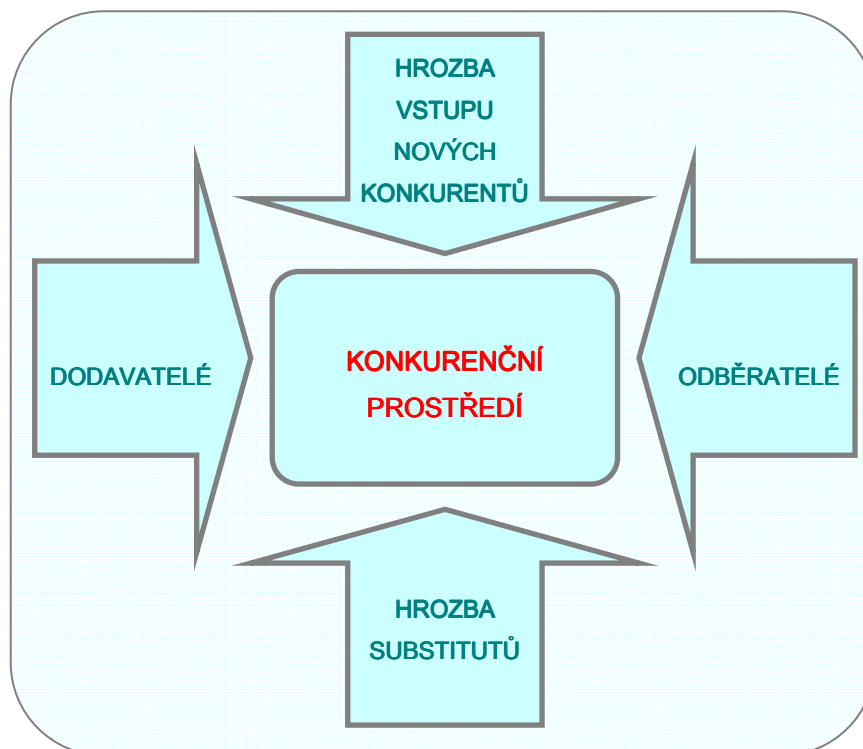 HROZBA
VSTUPU
NOVÝCH
KONKURENTŮ
DODAVATELÉ
KONKURENČNÍ
PROSTŘEDÍ
ODBĚRATELÉ
HROZBA
SUBSTITUTŮ